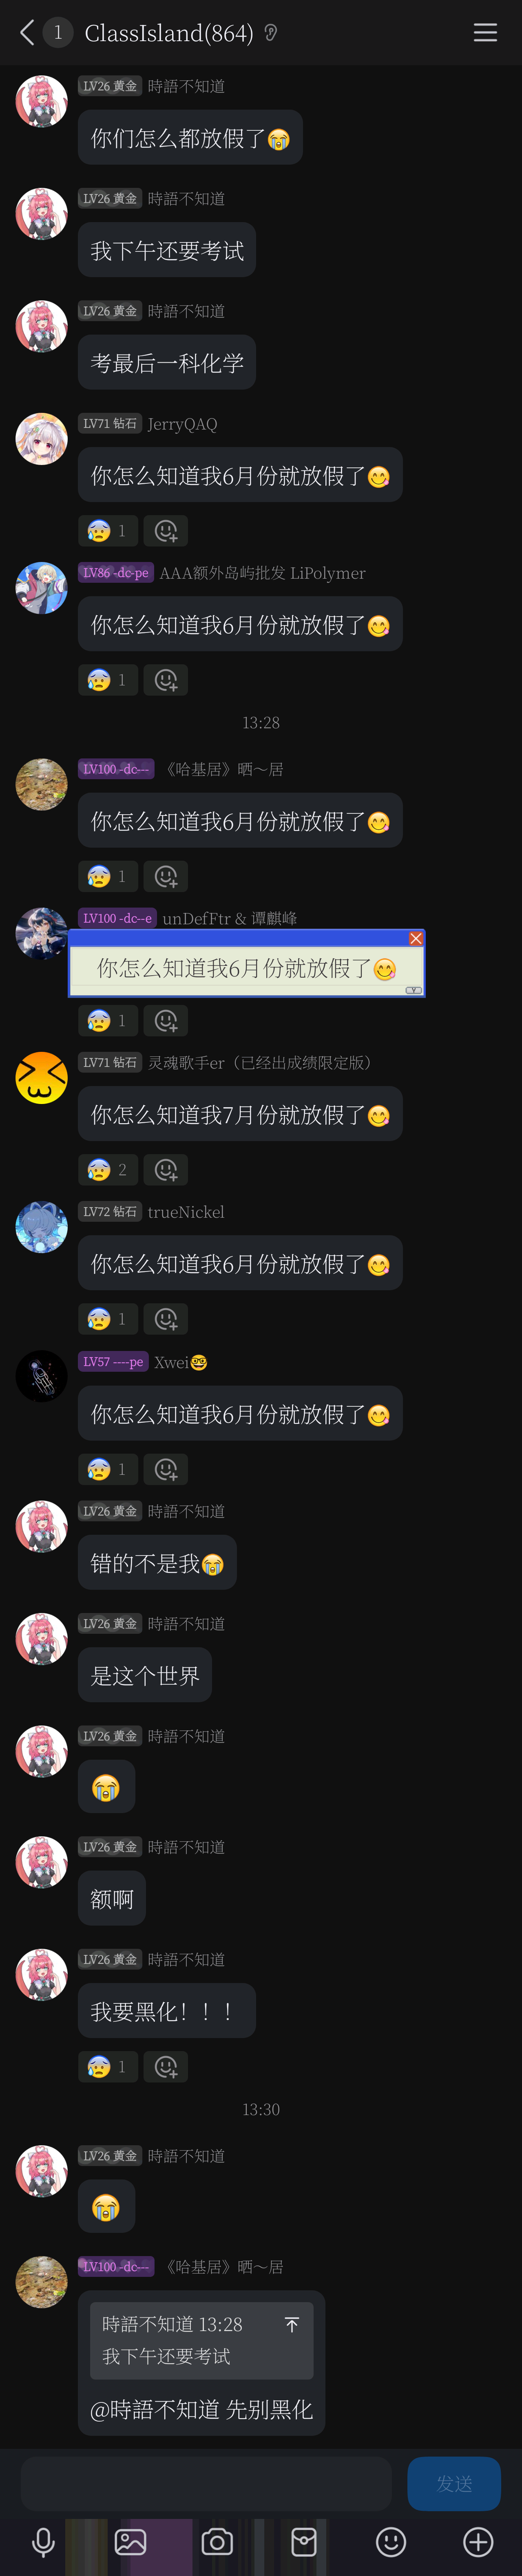 1 ClassIsland(864)
LV26 黄金 時語不知道
你们怎么都放假了😭
LV26 黄金 時語不知道
我下午还要考试
LV26 黄金 時語不知道
考最后一科化学
LV71 钻石 JerryQAQ
你怎么知道我6月份就放假了😋
😰 1
LV86 -dc-pe AAA额外岛屿批发 LiPolymer
你怎么知道我6月份就放假了😋
😰 1
13:28
LV100 -dc--- 《哈基居》晒～居
你怎么知道我6月份就放假了😋
😰 1
LV100 -dc--e unDefFtr & 谭麒峰
你怎么知道我6月份就放假了😋
😰 1
LV71 钻石 灵魂歌手er（已经出成绩限定版）
你怎么知道我7月份就放假了😋
😰 2
LV72 钻石 trueNickel
你怎么知道我6月份就放假了😋
😰 1
LV57 ----pe Xwei🤓
你怎么知道我6月份就放假了😋
😰 1
LV26 黄金 時語不知道
错的不是我😭
LV26 黄金 時語不知道
是这个世界
LV26 黄金 時語不知道
😭
LV26 黄金 時語不知道
额啊
LV26 黄金 時語不知道
我要黑化！！！
😰 1
13:30
LV26 黄金 時語不知道
😭
LV100 -dc--- 《哈基居》晒～居
時語不知道 13:28
我下午还要考试
@時語不知道 先别黑化
发送